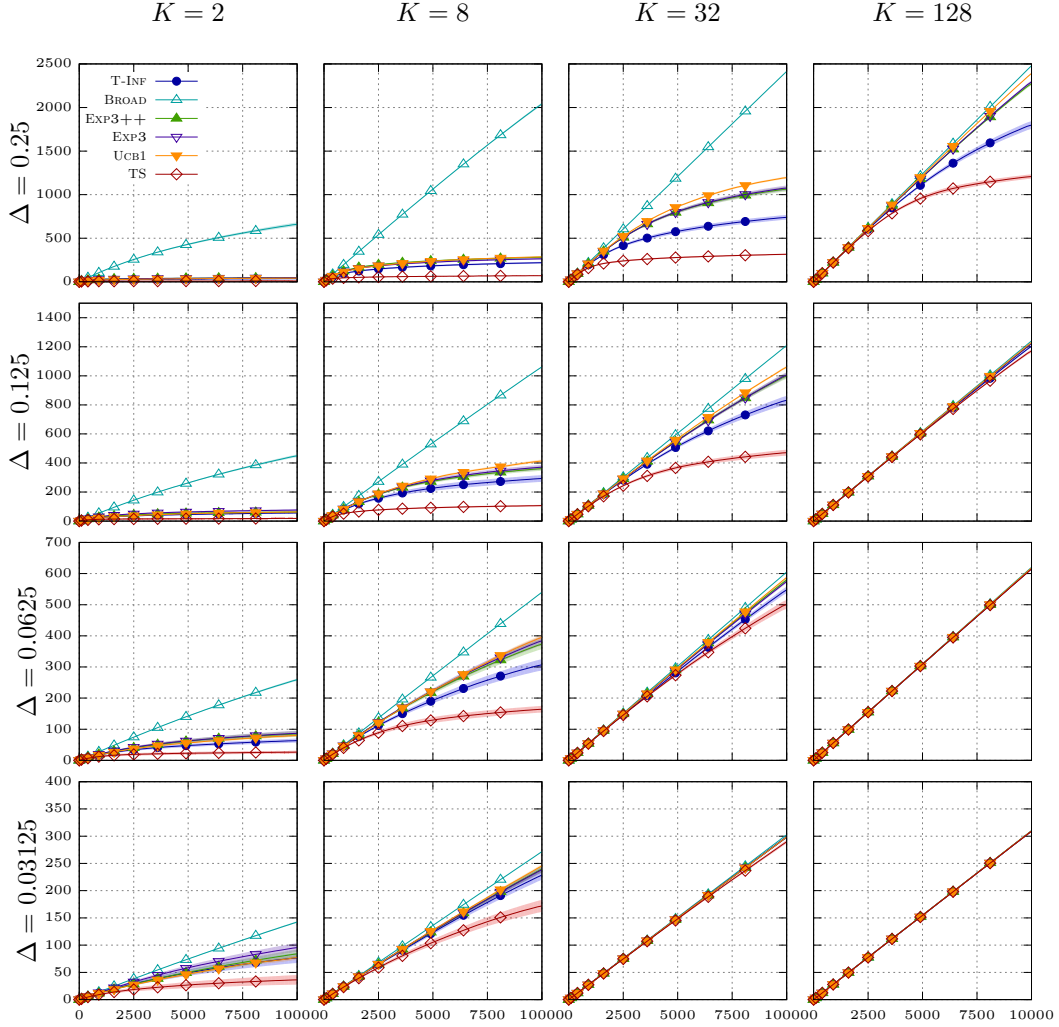 K = 2 K = 8 K = 32 K = 128
Δ = 0.25
2500
2000
1500
1000
500
0
T-INF
BROAD
EXP3++
EXP3
UCB1
TS
Δ = 0.125
1400
1200
1000
800
600
400
200
0
Δ = 0.0625
700
600
500
400
300
200
100
0
Δ = 0.03125
400
350
300
250
200
150
100
50
0
0 2500 5000 7500 10000 2500 5000 7500 10000 2500 5000 7500 10000 2500 5000 7500 10000